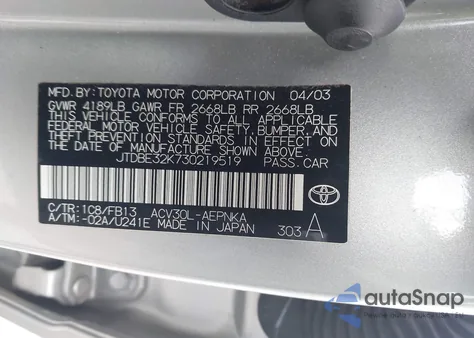 MFD.BY: TOYOTA MOTOR CORPORATION 04/03
GVWR 4189LB GAWR FR 2668LB RR 2668LB
THIS VEHICLE CONFORMS TO ALL APPLICABLE
FEDERAL MOTOR VEHICLE SAFETY, BUMPER, AND
THEFT PREVENTION STANDARDS IN EFFECT ON
THE DATE OF MANUFACTURE SHOWN ABOVE.
JTDBE32K730219519 PASS.CAR
C/TR: 1C8/FB13 ACV30L-AEPNKA
A/TM: -02A/U241E MADE IN JAPAN 303 A
TOYOTA
autoSnap